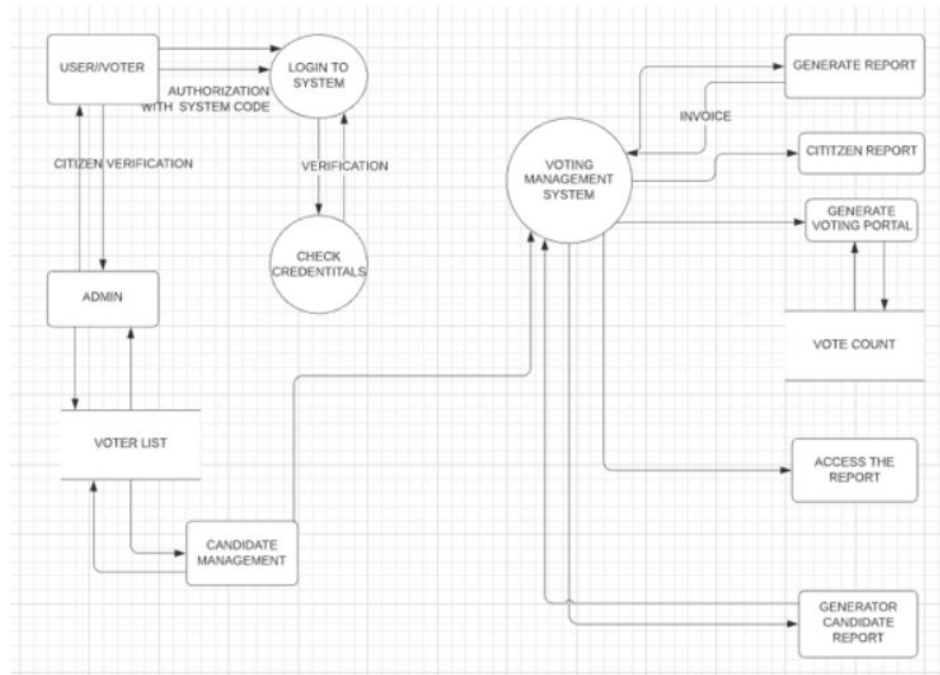 USER//VOTER
LOGIN TO
SYSTEM
AUTHORIZATION
WITH SYSTEM CODE
GENERATE REPORT
INVOICE
CITITZEN REPORT
CITIZEN VERIFICATION
VERIFICATION
VOTING
MANAGEMENT
SYSTEM
GENERATE
VOTING PORTAL
CHECK
CREDENTITALS
ADMIN
VOTE COUNT
VOTER LIST
ACCESS THE
REPORT
CANDIDATE
MANAGEMENT
GENERATOR
CANDIDATE
REPORT